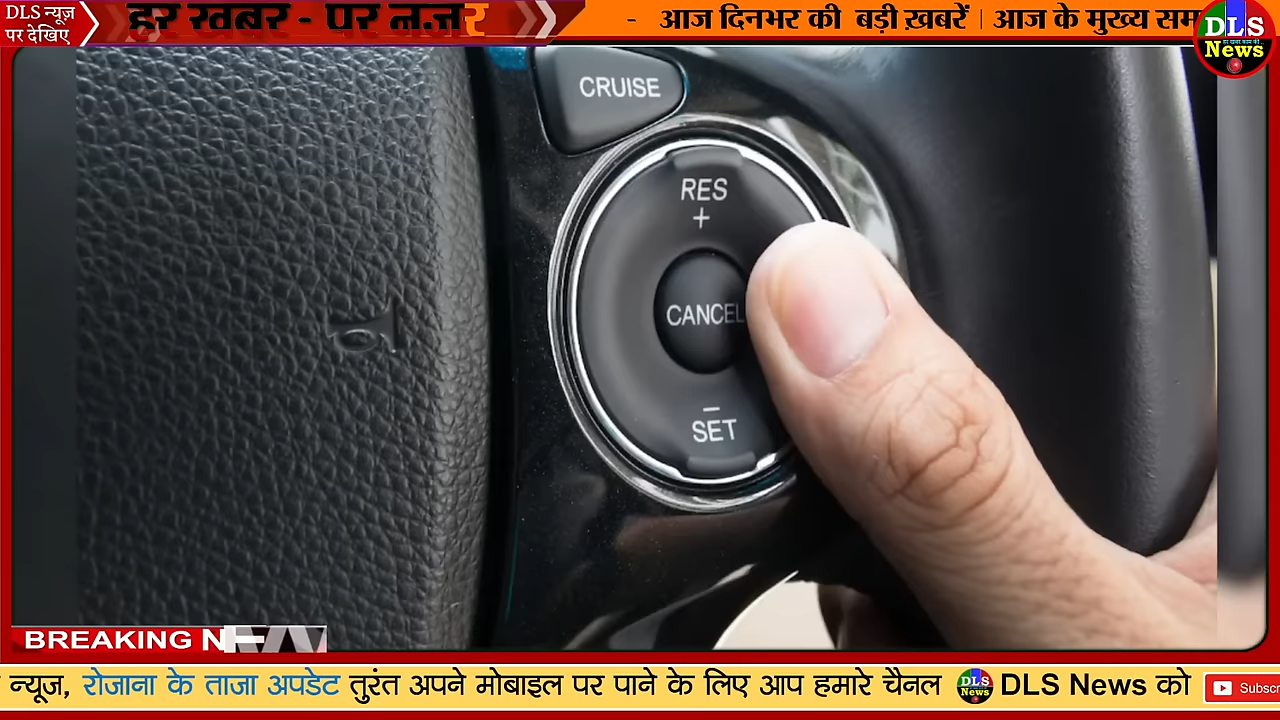 DLS न्यूज़
पर देखिए
हर खबर - पर नज़र
- आज दिनभर की बड़ी ख़बरें | आज के मुख्य सम
DLS
News
CRUISE
RES
+
CANCEL
–
SET
BREAKING N
न्यूज, रोजाना के ताजा अपडेट तुरंत अपने मोबाइल पर पाने के लिए आप हमारे चैनल DLS News को
Subscr